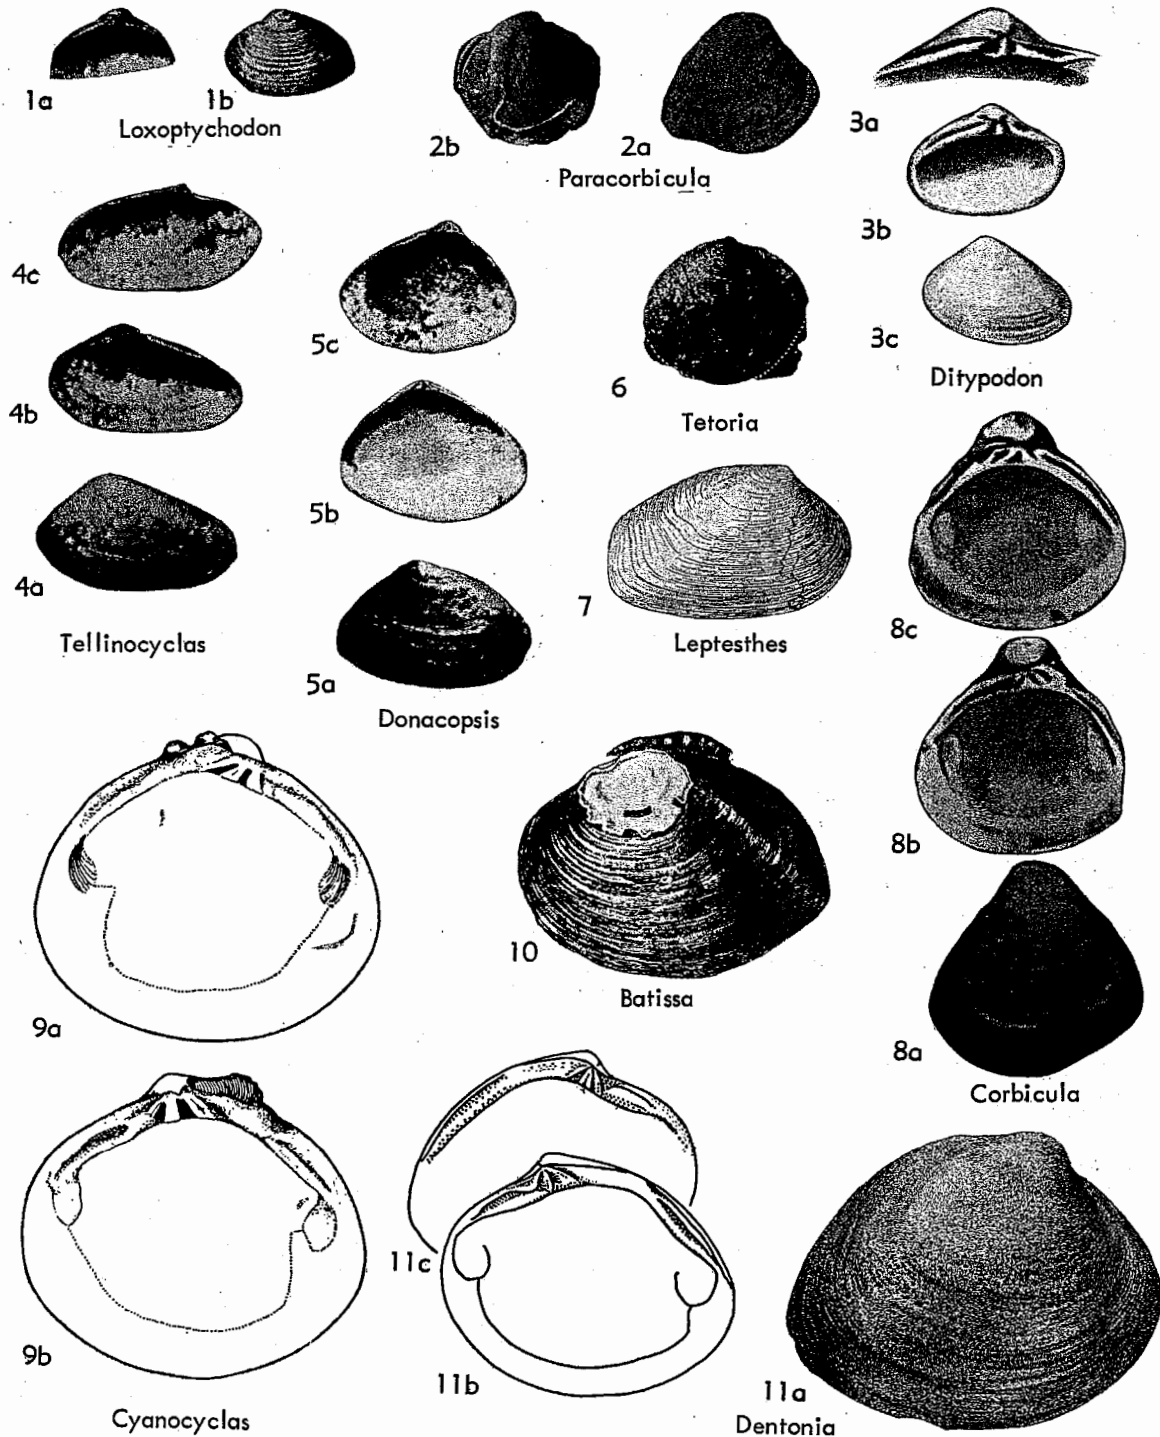 1a
1b
Loxoptychodon
2b
2a
Paracorbicula
3a
3b
3c
Ditypodon
4c
4b
4a
Tellinocyclas
5c
5b
5a
Donacopsis
6
Tetoria
7
Leptesthes
8c
8b
8a
Corbicula
9a
9b
Cyanocyclas
10
Batissa
11c
11b
11a
Dentonia